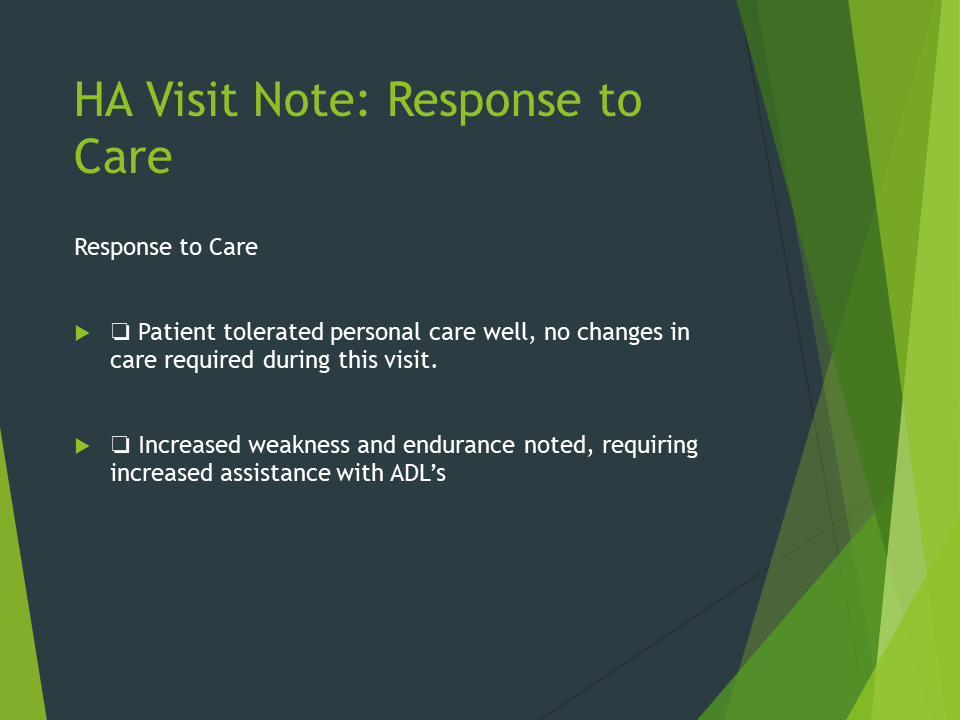 HA Visit Note: Response to
Care
Response to Care
❏ Patient tolerated personal care well, no changes in
care required during this visit.
❏ Increased weakness and endurance noted, requiring
increased assistance with ADL’s